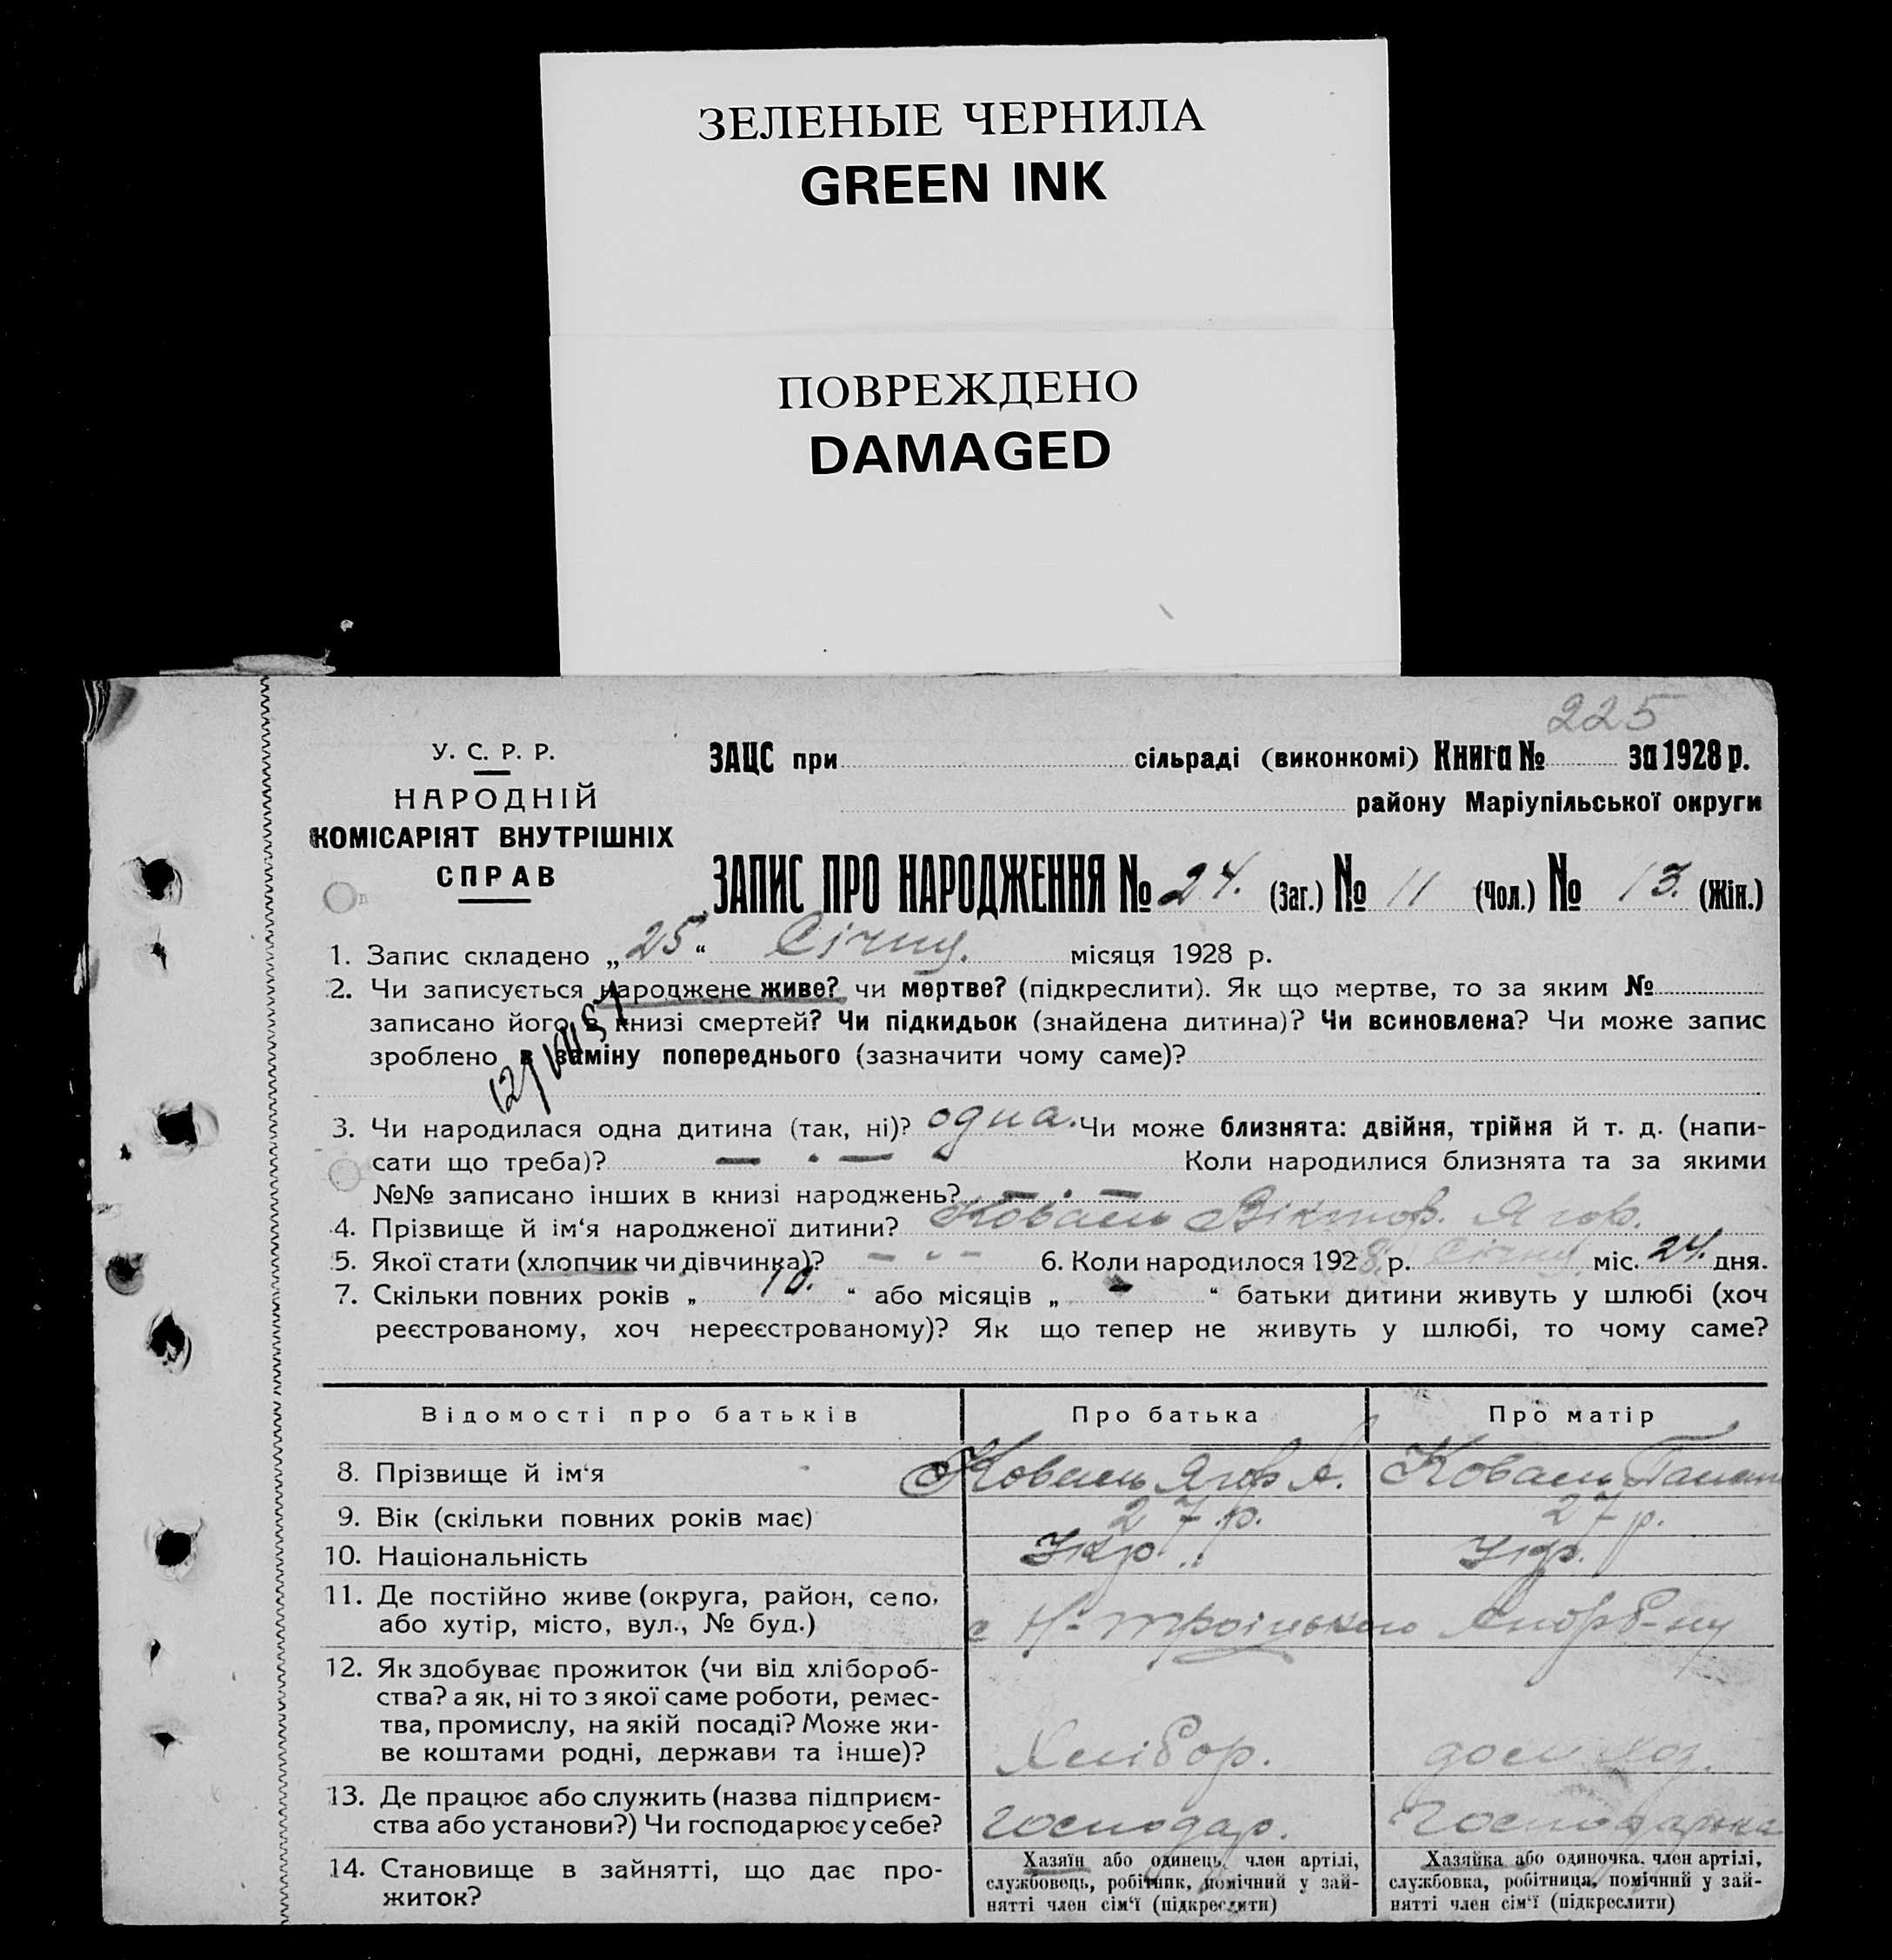 ЗЕЛЕНЫЕ ЧЕРНИЛА
GREEN INK
ПОВРЕЖДЕНО
DAMAGED
225
У. С. Р. Р.
НАРОДНІЙ
КОМІСАРІЯТ ВНУТРІШНІХ
СПРАВ
ЗАЦС при сільраді (виконкомі) Книга № за 1928 р.
району Маріупільської округи
ЗАПИС ПРО НАРОДЖЕННЯ № 24. (Заг.) № 11 (Чол.) № 13. (Жін.)
1. Запис складено „25“ Січня. місяця 1928 р.
2. Чи записується народжене живе? чи мертве? (підкреслити). Як що мертве, то за яким №
записано його в книзі смертей? Чи підкидьок (знайдена дитина)? Чи всиновлена? Чи може запис
зроблено в заміну попереднього (зазначити чому саме)?
3. Чи народилася одна дитина (так, ні)? одна. Чи може близнята: двійня, трійня й т. д. (напи-
сати що треба)? — · — Коли народилися близнята та за якими
№№ записано інших в книзі народжень? — · —
4. Прізвище й ім‘я народженої дитини? Коваль Віктор. Ягор.
5. Якої стати (хлопчик чи дівчинка)? — “ — 6. Коли народилося 1928 р. Січня. міс. 24. дня.
7. Скільки повних років „ 10. “ або місяців „ — “ батьки дитини живуть у шлюбі (хоч
реєстрованому, хоч нереєстрованому)? Як що тепер не живуть у шлюбі, то чому саме?
Відомості про батьків Про батька Про матір
8. Прізвище й ім‘я Коваль Ягор А. Коваль
9. Вік (скільки повних років має) 27 р. 27 р.
10. Національність Укр. Укр.
11. Де постійно живе (округа, район, село,
або хутір, місто, вул., № буд.) с Н-Троіцького
12. Як здобуває прожиток (чи від хлібороб-
ства? а як, ні то з якої саме роботи, ремес-
тва, промислу, на якій посаді? Може жи-
ве коштами родні, держави та інше)? Хлібор. дом. хоз.
13. Де працює або служить (назва підприєм-
ства або установи?) Чи господарює у себе? господар. Господарька
14. Становище в зайнятті, що дає про-
житок?
Хазяїн або одинець, член артілі,
службовець, робітник, помічний у зай-
нятті член сім‘ї (підкреслити)
Хазяйка або одиночка, член артілі,
службовка, робітниця, помічний у зай-
нятті член сім‘ї (підкреслити)